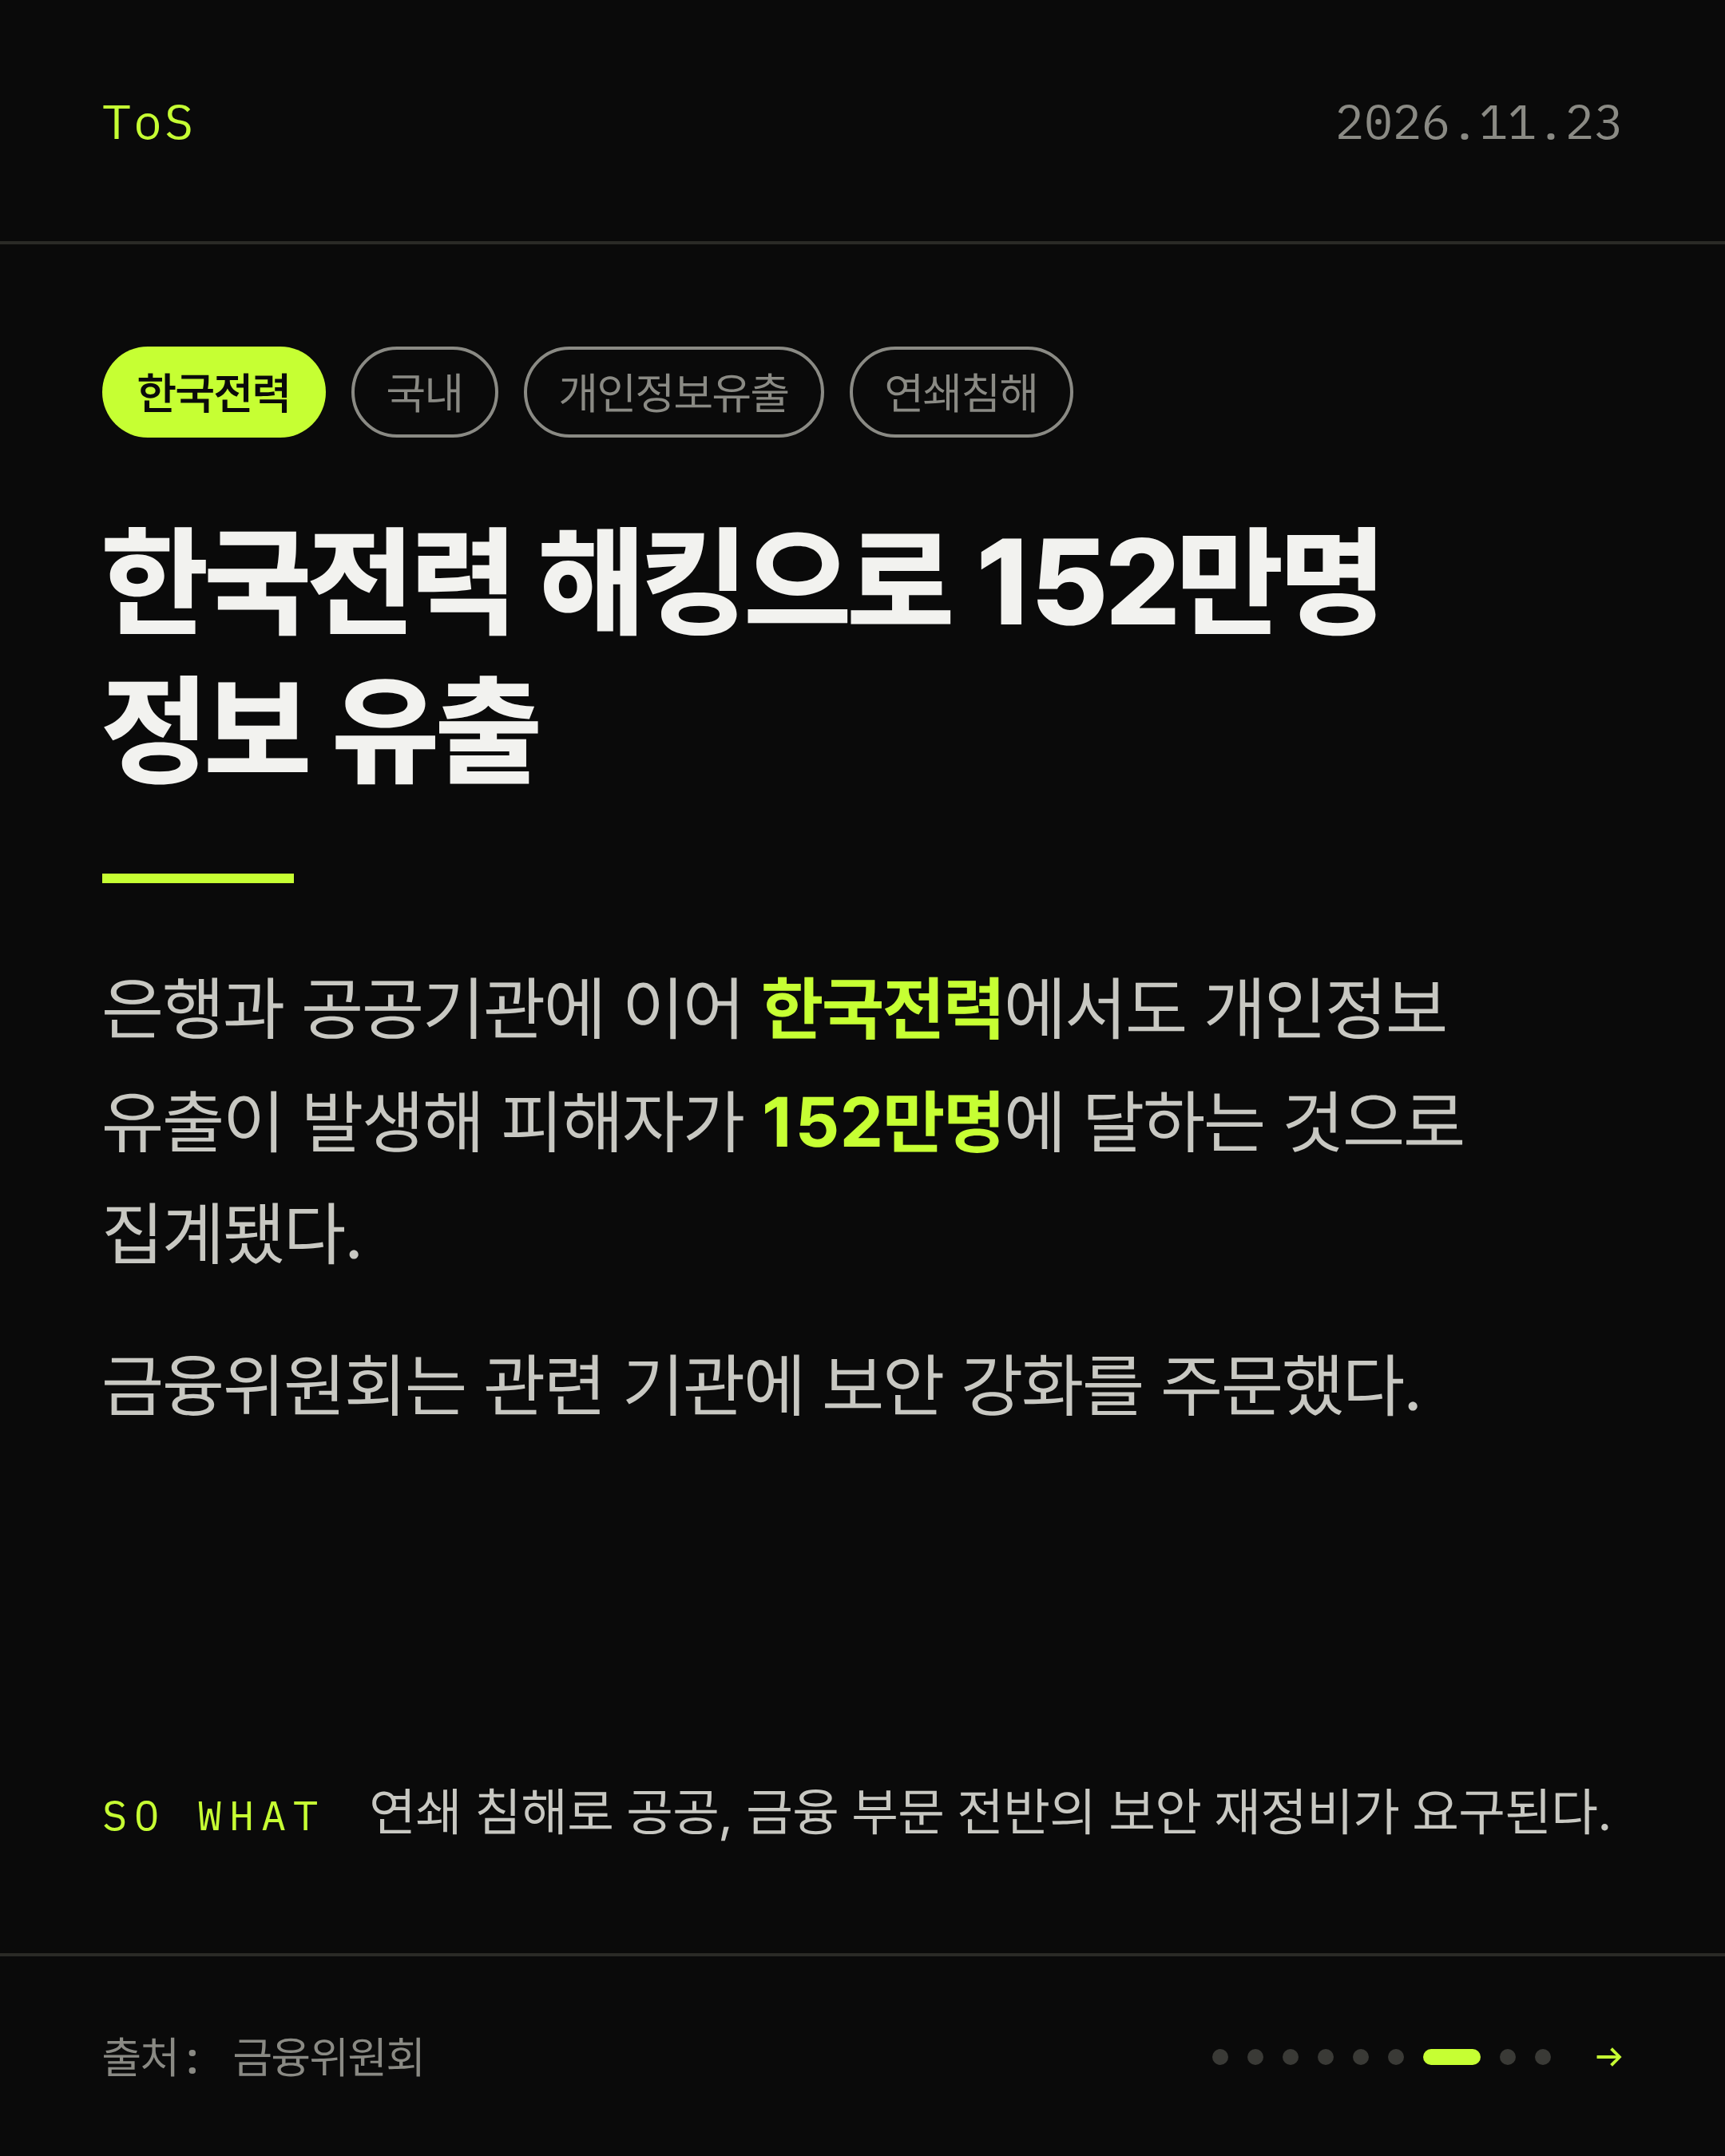 ToS
2026.11.23
한국전력 국내 개인정보유출 연쇄침해
한국전력 해킹으로 152만명
정보 유출
은행과 공공기관에 이어 한국전력에서도 개인정보
유출이 발생해 피해자가 152만명에 달하는 것으로
집계됐다.
금융위원회는 관련 기관에 보안 강화를 주문했다.
SO WHAT 연쇄 침해로 공공, 금융 부문 전반의 보안 재정비가 요구된다.
출처: 금융위원회
→